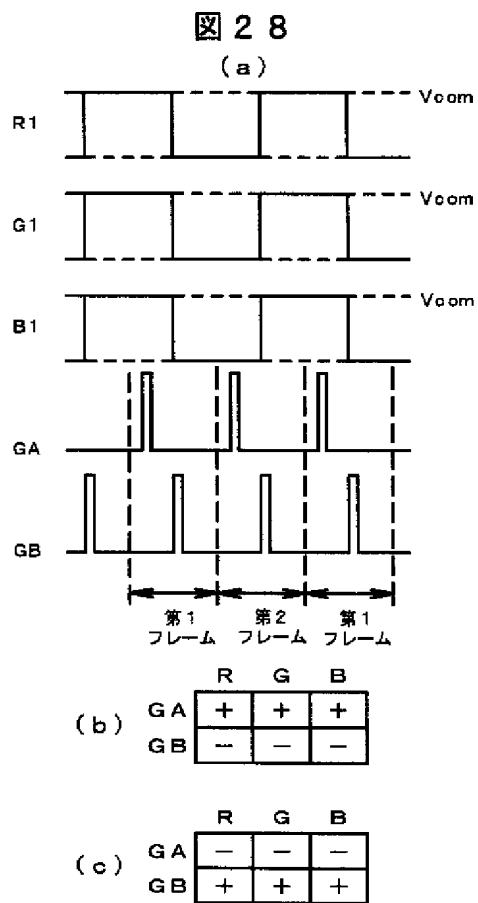 図28
(a)
Vcom
R1
Vcom
G1
Vcom
B1
GA
GB
第1 第2 第1
フレーム フレーム フレーム
R G B
(b)
GA + + +
GB − − −
R G B
(c)
GA − − −
GB + + +